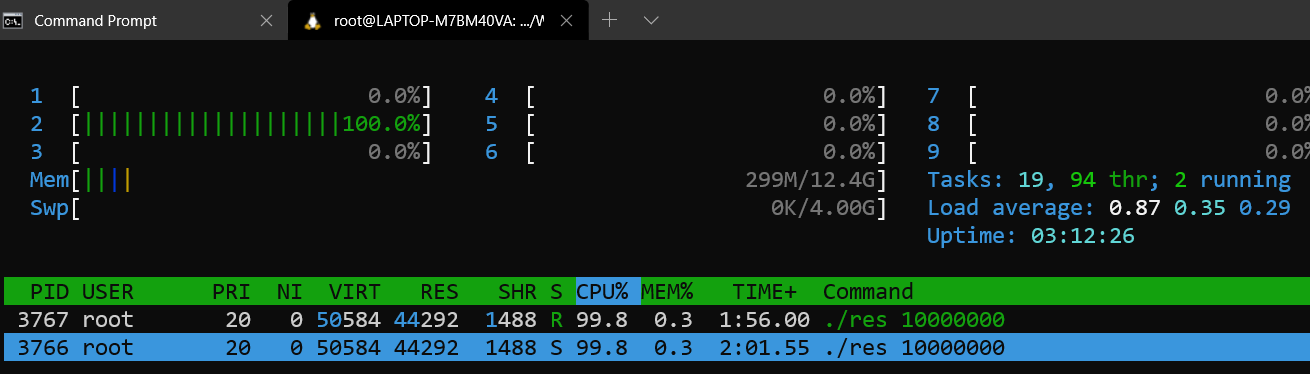 Command Prompt root@LAPTOP-M7BM40VA: .../W
1 [ 0.0%] 4 [ 0.0%] 7 [ 0.0%
2 [||||||||||||||||||||100.0%] 5 [ 0.0%] 8 [ 0.0%
3 [ 0.0%] 6 [ 0.0%] 9 [ 0.0%
Mem[|||| 299M/12.4G] Tasks: 19, 94 thr; 2 running
Swp[ 0K/4.00G] Load average: 0.87 0.35 0.29
Uptime: 03:12:26
PID USER PRI NI VIRT RES SHR S CPU% MEM% TIME+ Command
3767 root 20 0 50584 44292 1488 R 99.8 0.3 1:56.00 ./res 10000000
3766 root 20 0 50584 44292 1488 S 99.8 0.3 2:01.55 ./res 10000000